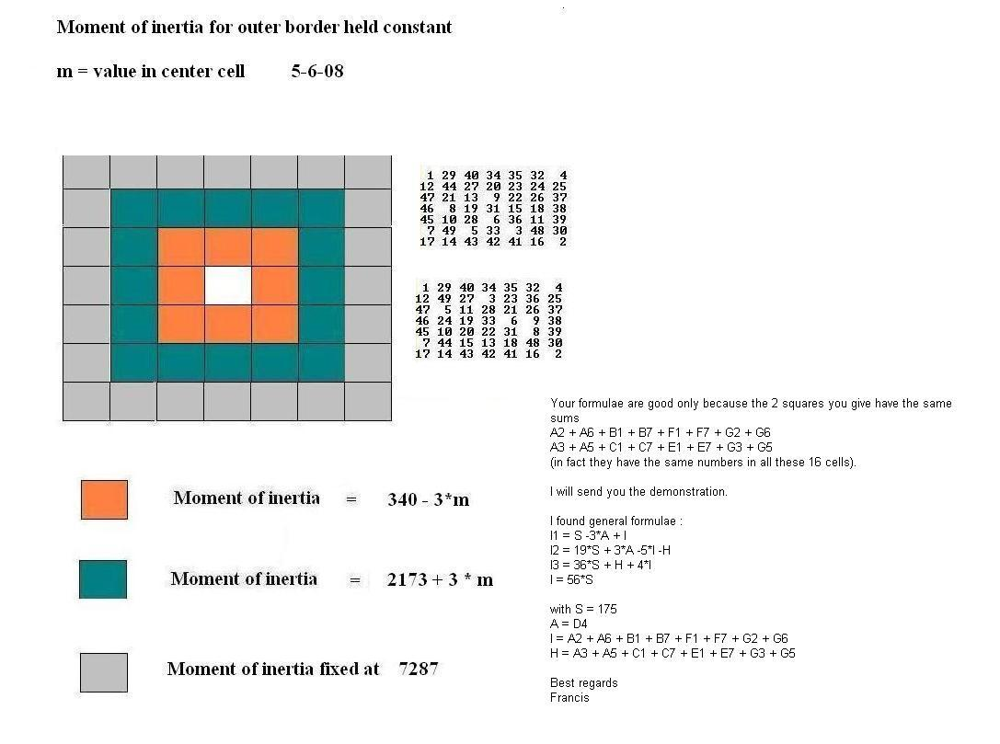 Moment of inertia for outer border held constant
m = value in center cell 5-6-08
1 29 40 34 35 32 4
12 44 27 20 23 24 25
47 21 13 9 22 26 37
46 8 19 31 15 18 38
45 10 28 6 36 11 39
7 49 5 33 3 48 30
17 14 43 42 41 16 2
1 29 40 34 35 32 4
12 49 27 3 23 36 25
47 5 11 28 21 26 37
46 24 19 33 6 9 38
45 10 20 22 31 8 39
7 44 15 13 18 48 30
17 14 43 42 41 16 2
Your formulae are good only because the 2 squares you give have the same
sums
A2 + A6 + B1 + B7 + F1 + F7 + G2 + G6
A3 + A5 + C1 + C7 + E1 + E7 + G3 + G5
(in fact they have the same numbers in all these 16 cells).
I will send you the demonstration.
I found general formulae :
I1 = S -3*A + I
I2 = 19*S + 3*A -5*I -H
I3 = 36*S + H + 4*I
I = 56*S
with S = 175
A = D4
I = A2 + A6 + B1 + B7 + F1 + F7 + G2 + G6
H = A3 + A5 + C1 + C7 + E1 + E7 + G3 + G5
Best regards
Francis
Moment of inertia = 340 - 3*m
Moment of inertia = 2173 + 3 * m
Moment of inertia fixed at 7287